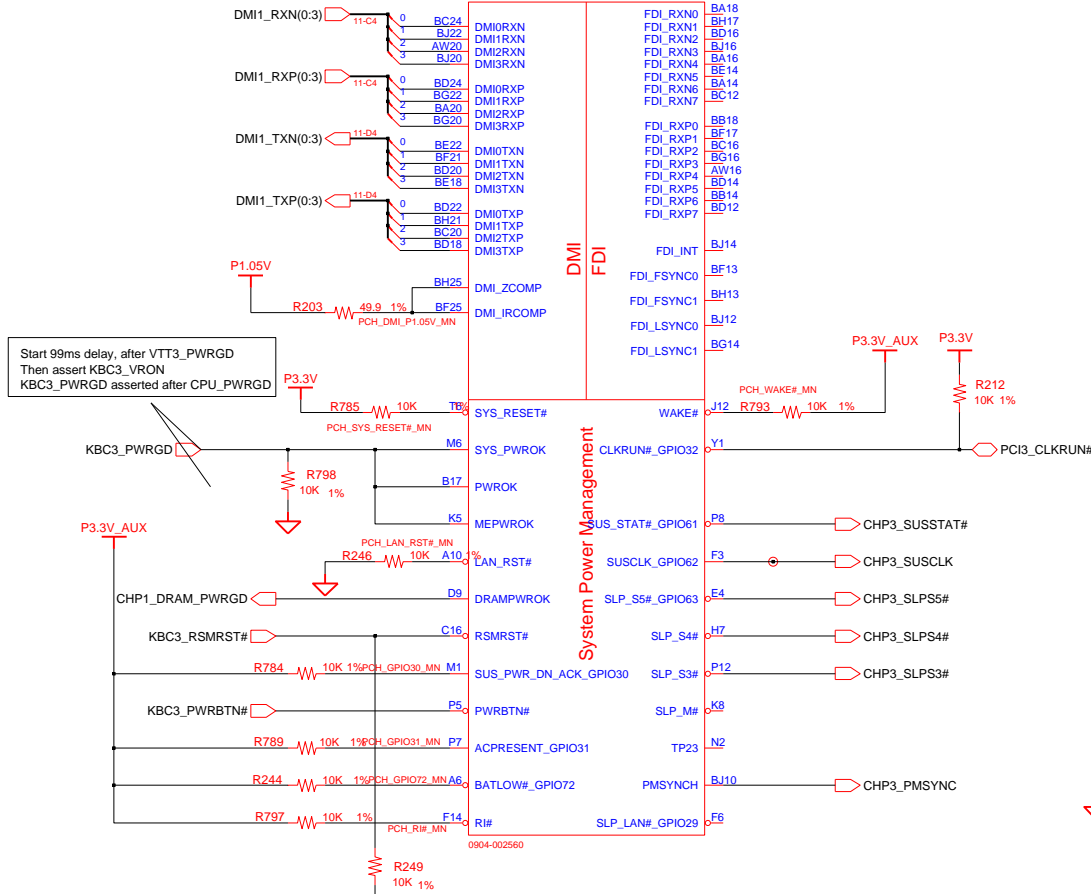 DMI1_RXN(0:3)
11-C4
0
1
2
3
BC24
BJ22
AW20
BJ20
DMI0RXN
DMI1RXN
DMI2RXN
DMI3RXN
DMI1_RXP(0:3)
11-C4
0
1
2
3
BD24
BG22
BA20
BG20
DMI0RXP
DMI1RXP
DMI2RXP
DMI3RXP
DMI1_TXN(0:3)
11-D4
0
1
2
3
BE22
BF21
BD20
BE18
DMI0TXN
DMI1TXN
DMI2TXN
DMI3TXN
DMI1_TXP(0:3)
11-D4
0
1
2
3
BD22
BH21
BC20
BD18
DMI0TXP
DMI1TXP
DMI2TXP
DMI3TXP
P1.05V
R203
49.9 1%
PCH_DMI_P1.05V_MN
BH25
DMI_ZCOMP
BF25
DMI_IRCOMP
DMI
FDI
FDI_RXN0 BA18
FDI_RXN1 BH17
FDI_RXN2 BD16
FDI_RXN3 BJ16
FDI_RXN4 BA16
FDI_RXN5 BE14
FDI_RXN6 BA14
FDI_RXN7 BC12
FDI_RXP0 BB18
FDI_RXP1 BF17
FDI_RXP2 BC16
FDI_RXP3 BG16
FDI_RXP4 AW16
FDI_RXP5 BD14
FDI_RXP6 BB14
FDI_RXP7 BD12
FDI_INT BJ14
FDI_FSYNC0 BF13
FDI_FSYNC1 BH13
FDI_LSYNC0 BJ12
FDI_LSYNC1 BG14
Start 99ms delay, after VTT3_PWRGD
Then assert KBC3_VRON
KBC3_PWRGD asserted after CPU_PWRGD
P3.3V
R785 10K 1%
PCH_SYS_RESET#_MN
T6
SYS_RESET#
KBC3_PWRGD
R798
10K 1%
M6
SYS_PWROK
B17
PWROK
K5
MEPWROK
P3.3V_AUX
PCH_LAN_RST#_MN
R246 10K 1%
A10
LAN_RST#
CHP1_DRAM_PWRGD
D9
DRAMPWROK
KBC3_RSMRST#
C16
RSMRST#
R784 10K 1%
PCH_GPIO30_MN
M1
SUS_PWR_DN_ACK_GPIO30
KBC3_PWRBTN#
P5
PWRBTN#
R789 10K 1%
PCH_GPIO31_MN
P7
ACPRESENT_GPIO31
R244 10K 1%
PCH_GPIO72_MN
A6
BATLOW#_GPIO72
R797 10K 1%
PCH_RI#_MN
F14
RI#
0904-002560
R249
10K 1%
System Power Management
P3.3V_AUX
P3.3V
PCH_WAKE#_MN
WAKE# J12
R793 10K 1%
R212
10K 1%
CLKRUN#_GPIO32 Y1
PCI3_CLKRUN#
SUS_STAT#_GPIO61 P8
CHP3_SUSSTAT#
SUSCLK_GPIO62 F3
CHP3_SUSCLK
SLP_S5#_GPIO63 E4
CHP3_SLPS5#
SLP_S4# H7
CHP3_SLPS4#
SLP_S3# P12
CHP3_SLPS3#
SLP_M# K8
TP23 N2
PMSYNCH BJ10
CHP3_PMSYNC
SLP_LAN#_GPIO29 F6